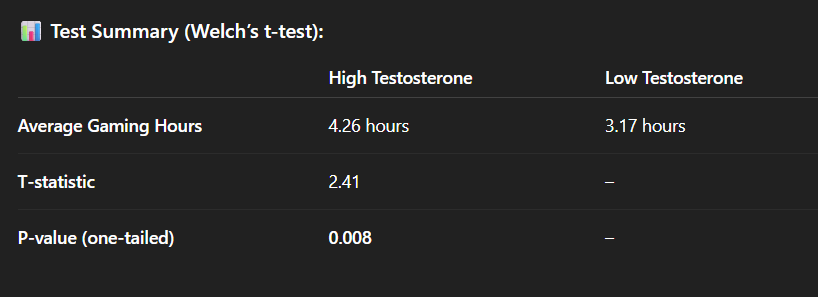 📊 Test Summary (Welch’s t-test):
High Testosterone Low Testosterone
Average Gaming Hours 4.26 hours 3.17 hours
T-statistic 2.41 –
P-value (one-tailed) 0.008 –